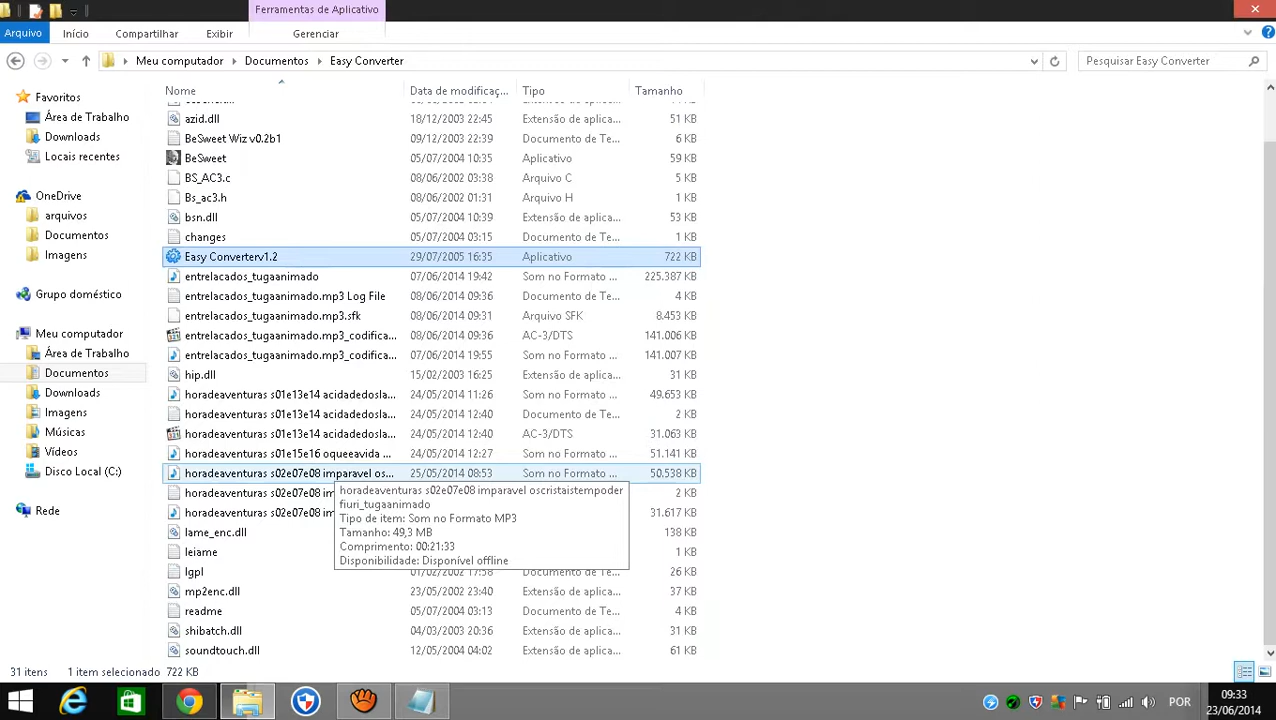 Ferramentas de Aplicativo
Arquivo Início Compartilhar Exibir Gerenciar
Meu computador Documentos Easy Converter Pesquisar Easy Converter
Nome Data de modificaç... Tipo Tamanho
Favoritos
Área de Trabalho
Downloads
Locais recentes
OneDrive
arquivos
Documentos
Imagens
Grupo doméstico
Meu computador
Área de Trabalho
Documentos
Downloads
Imagens
Músicas
Vídeos
Disco Local (C:)
Rede
azid.dll 18/12/2003 22:45 Extensão de aplica... 51 KB
BeSweet Wiz v0.2b1 09/12/2003 22:39 Documento de Te... 6 KB
BeSweet 05/07/2004 10:35 Aplicativo 59 KB
BS_AC3.c 08/06/2002 03:38 Arquivo C 5 KB
Bs_ac3.h 08/06/2002 01:31 Arquivo H 1 KB
bsn.dll 05/07/2004 10:39 Extensão de aplica... 53 KB
changes 05/07/2004 03:15 Documento de Te... 1 KB
Easy Converterv1.2 29/07/2005 16:35 Aplicativo 722 KB
entrelacados_tugaanimado 07/06/2014 19:42 Som no Formato ... 225.387 KB
entrelacados_tugaanimado.mp3 Log File 08/06/2014 09:36 Documento de Te... 4 KB
entrelacados_tugaanimado.mp3.sfk 08/06/2014 09:31 Arquivo SFK 8.453 KB
entrelacados_tugaanimado.mp3_codifica... 08/06/2014 09:36 AC-3/DTS 141.006 KB
entrelacados_tugaanimado.mp3_codifica... 07/06/2014 19:55 Som no Formato ... 141.007 KB
hip.dll 15/02/2003 16:25 Extensão de aplica... 31 KB
horadeaventuras s01e13e14 acidadedosla... 24/05/2014 11:26 Som no Formato ... 49.653 KB
horadeaventuras s01e13e14 acidadedosla... 24/05/2014 12:40 Documento de Te... 2 KB
horadeaventuras s01e13e14 acidadedosla... 24/05/2014 12:40 AC-3/DTS 31.063 KB
horadeaventuras s01e15e16 oqueeavida ... 24/05/2014 12:27 Som no Formato ... 51.141 KB
horadeaventuras s02e07e08 imparavel os... 25/05/2014 08:53 Som no Formato ... 50.538 KB
horadeaventuras s02e07e08 im 2 KB
horadeaventuras s02e07e08 im 31.617 KB
horadeaventuras s02e07e08 imparavel oscristaistempoder
fiuri_tugaanimado
Tipo de item: Som no Formato MP3
Tamanho: 49,3 MB
Comprimento: 00:21:33
Disponibilidade: Disponível offline
lame_enc.dll 138 KB
leiame 1 KB
lgpl 01/02/2002 17:58 Documento de Te... 26 KB
mp2enc.dll 23/05/2002 23:40 Extensão de aplica... 37 KB
readme 05/07/2004 03:13 Documento de Te... 4 KB
shibatch.dll 04/03/2003 20:36 Extensão de aplica... 31 KB
soundtouch.dll 12/05/2004 04:02 Extensão de aplica... 61 KB
31 itens 1 item selecionado 722 KB
POR
09:33
23/06/2014